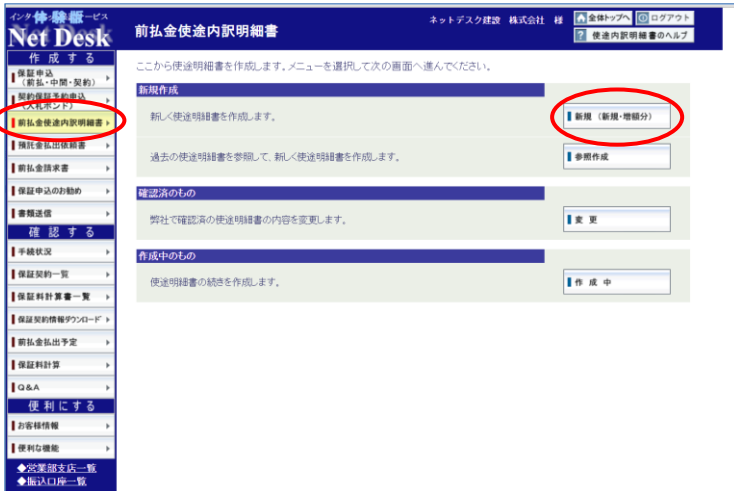 インタ体・験・版ービス
Net Desk
前払金使途内訳明細書
ネットデスク建設 株式会社 様
全体トップへ
ログアウト
使途内訳明細書のヘルプ
作成する
保証申込
（前払・中間・契約）
契約保証予約申込
（入札ボンド）
前払金使途内訳明細書
預託金払出依頼書
前払金請求書
保証申込のお勧め
書類送信
確認する
手続状況
保証契約一覧
保証料計算書一覧
保証契約情報ダウンロード
前払金払出予定
保証料計算
Q&A
便利にする
お客様情報
便利な機能
◆営業部支店一覧
◆振込口座一覧
ここから使途明細書を作成します。メニューを選択して次の画面へ進んでください。
新規作成
新しく使途明細書を作成します。
新規（新規・増額分）
過去の使途明細書を参照して、新しく使途明細書を作成します。
参照作成
確認済のもの
弊社で確認済の使途明細書の内容を変更します。
変更
作成中のもの
使途明細書の続きを作成します。
作成中